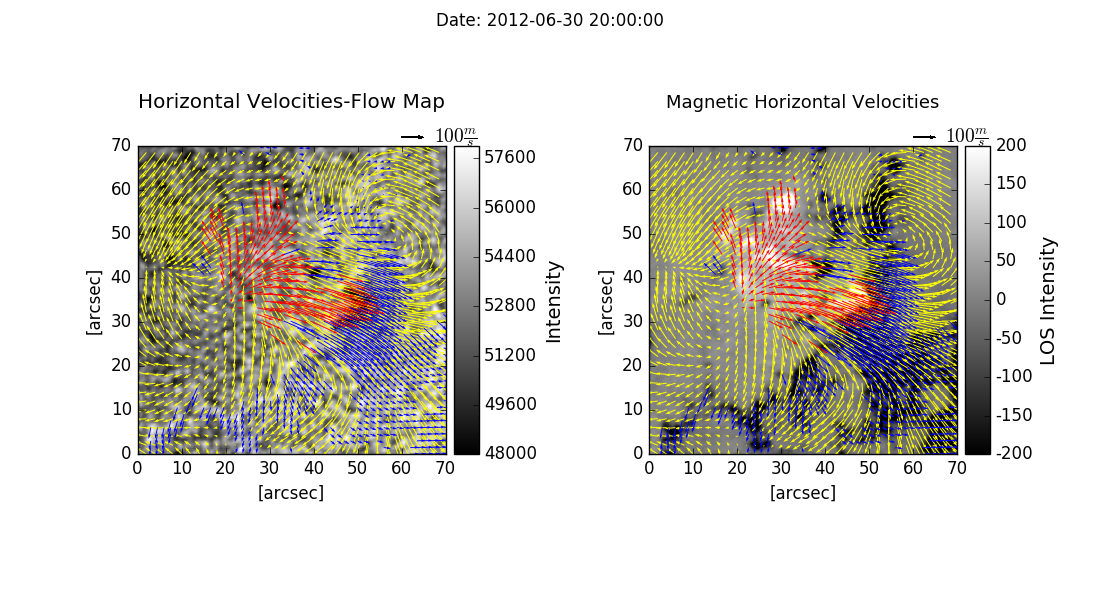 Date: 2012-06-30 20:00:00
Horizontal Velocities-Flow Map
100 m/s
70
60
50
40
30
20
10
0
[arcsec]
0 10 20 30 40 50 60 70
[arcsec]
57600
56000
54400
52800
51200
49600
48000
Intensity
Magnetic Horizontal Velocities
100 m/s
70
60
50
40
30
20
10
0
[arcsec]
0 10 20 30 40 50 60 70
[arcsec]
200
150
100
50
0
-50
-100
-150
-200
LOS Intensity